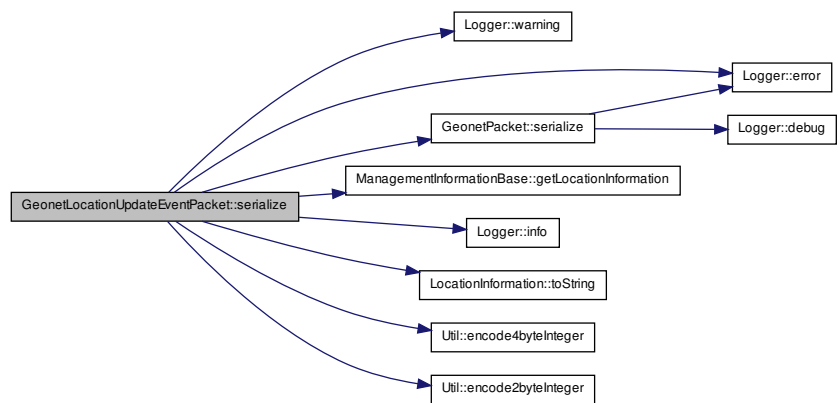 Logger::warning
Logger::error
GeonetPacket::serialize
Logger::debug
ManagementInformationBase::getLocationInformation
GeonetLocationUpdateEventPacket::serialize
Logger::info
LocationInformation::toString
Util::encode4byteInteger
Util::encode2byteInteger